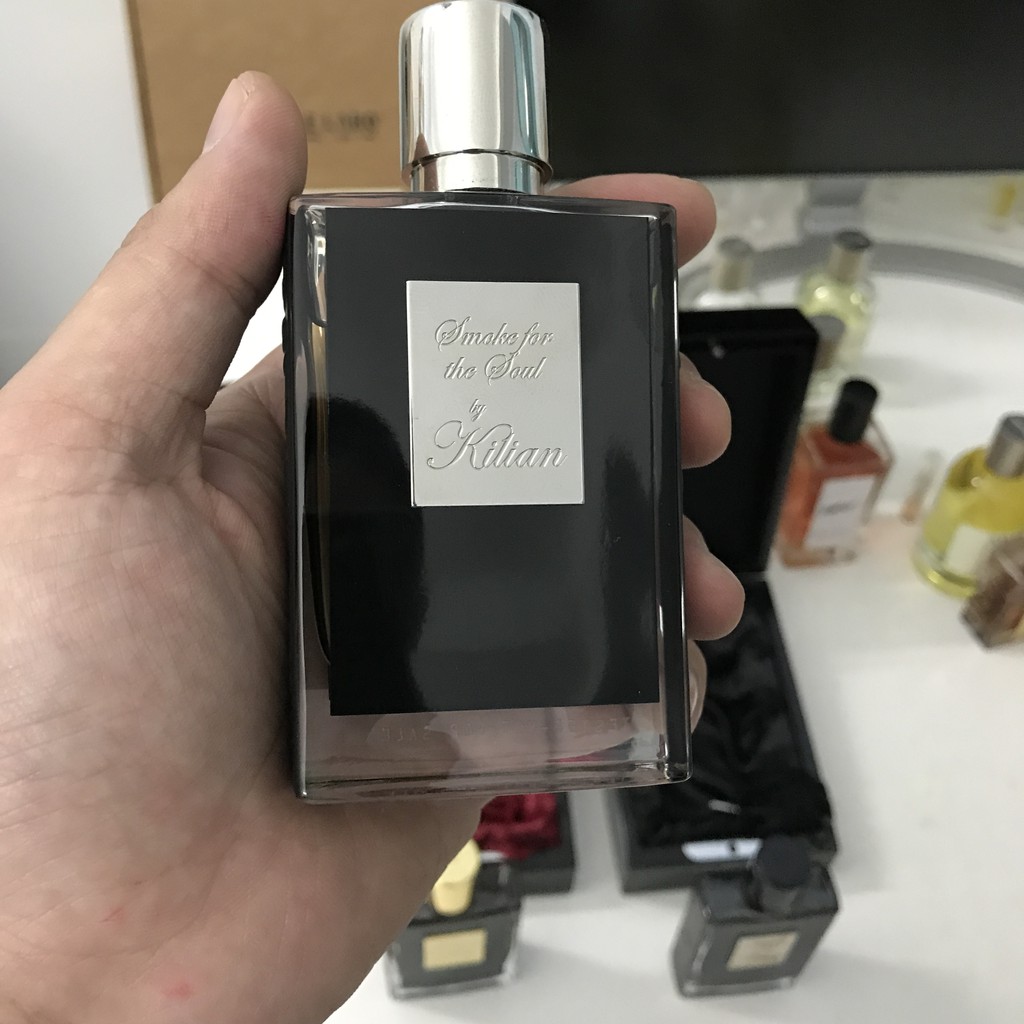 Smoke for
the Soul
by
Kilian